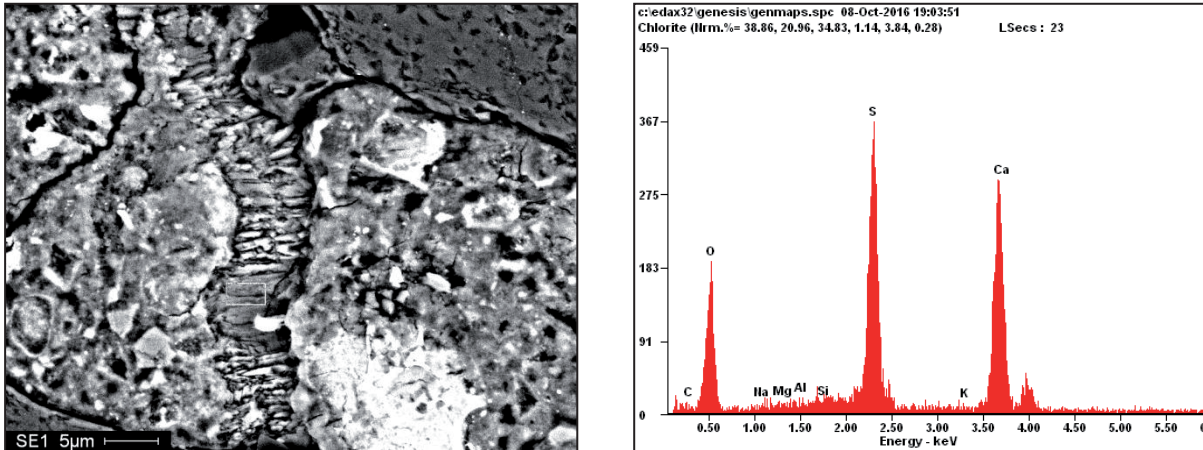 SE1 5µm
c:\edax32\genesis\genmaps.spc 08-Oct-2016 19:03:51
Chlorite (Nrm.%= 38.86, 20.96, 34.83, 1.14, 3.84, 0.28) LSecs : 23
459
367
275
183
91
0
C
O
Na
Mg
Al
Si
S
K
Ca
0.50 1.00 1.50 2.00 2.50 3.00 3.50 4.00 4.50 5.00 5.50
Energy - keV